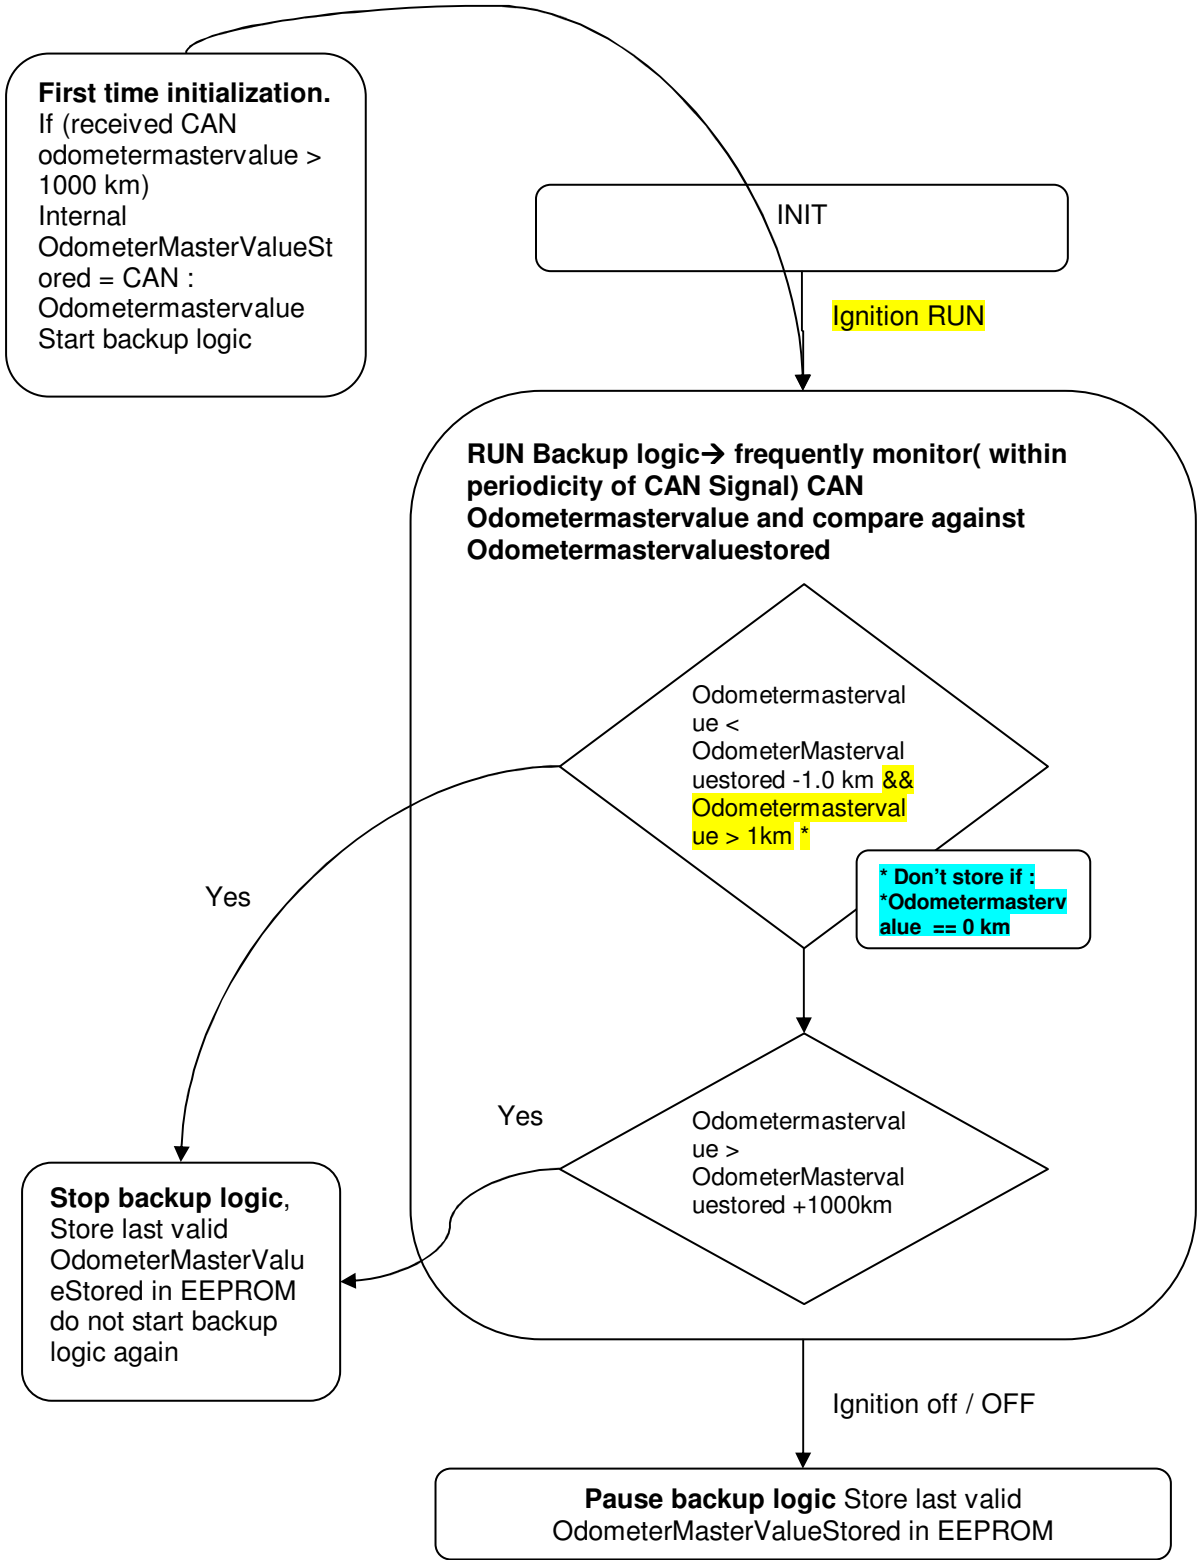 First time initialization.
If (received CAN
odometermastervalue >
1000 km)
Internal
OdometerMasterValueSt
ored = CAN :
Odometermastervalue
Start backup logic
INIT
Ignition RUN
RUN Backup logic→ frequently monitor( within
periodicity of CAN Signal) CAN
Odometermastervalue and compare against
Odometermastervaluestored
Odometermasterval
ue <
OdometerMasterval
uestored -1.0 km &&
Odometermasterval
ue > 1km *
* Don’t store if :
*Odometermasterv
alue  == 0 km
Yes
Yes
Odometermasterval
ue >
OdometerMasterval
uestored +1000km
Stop backup logic,
Store last valid
OdometerMasterValu
eStored in EEPROM
do not start backup
logic again
Ignition off / OFF
Pause backup logic Store last valid
OdometerMasterValueStored in EEPROM